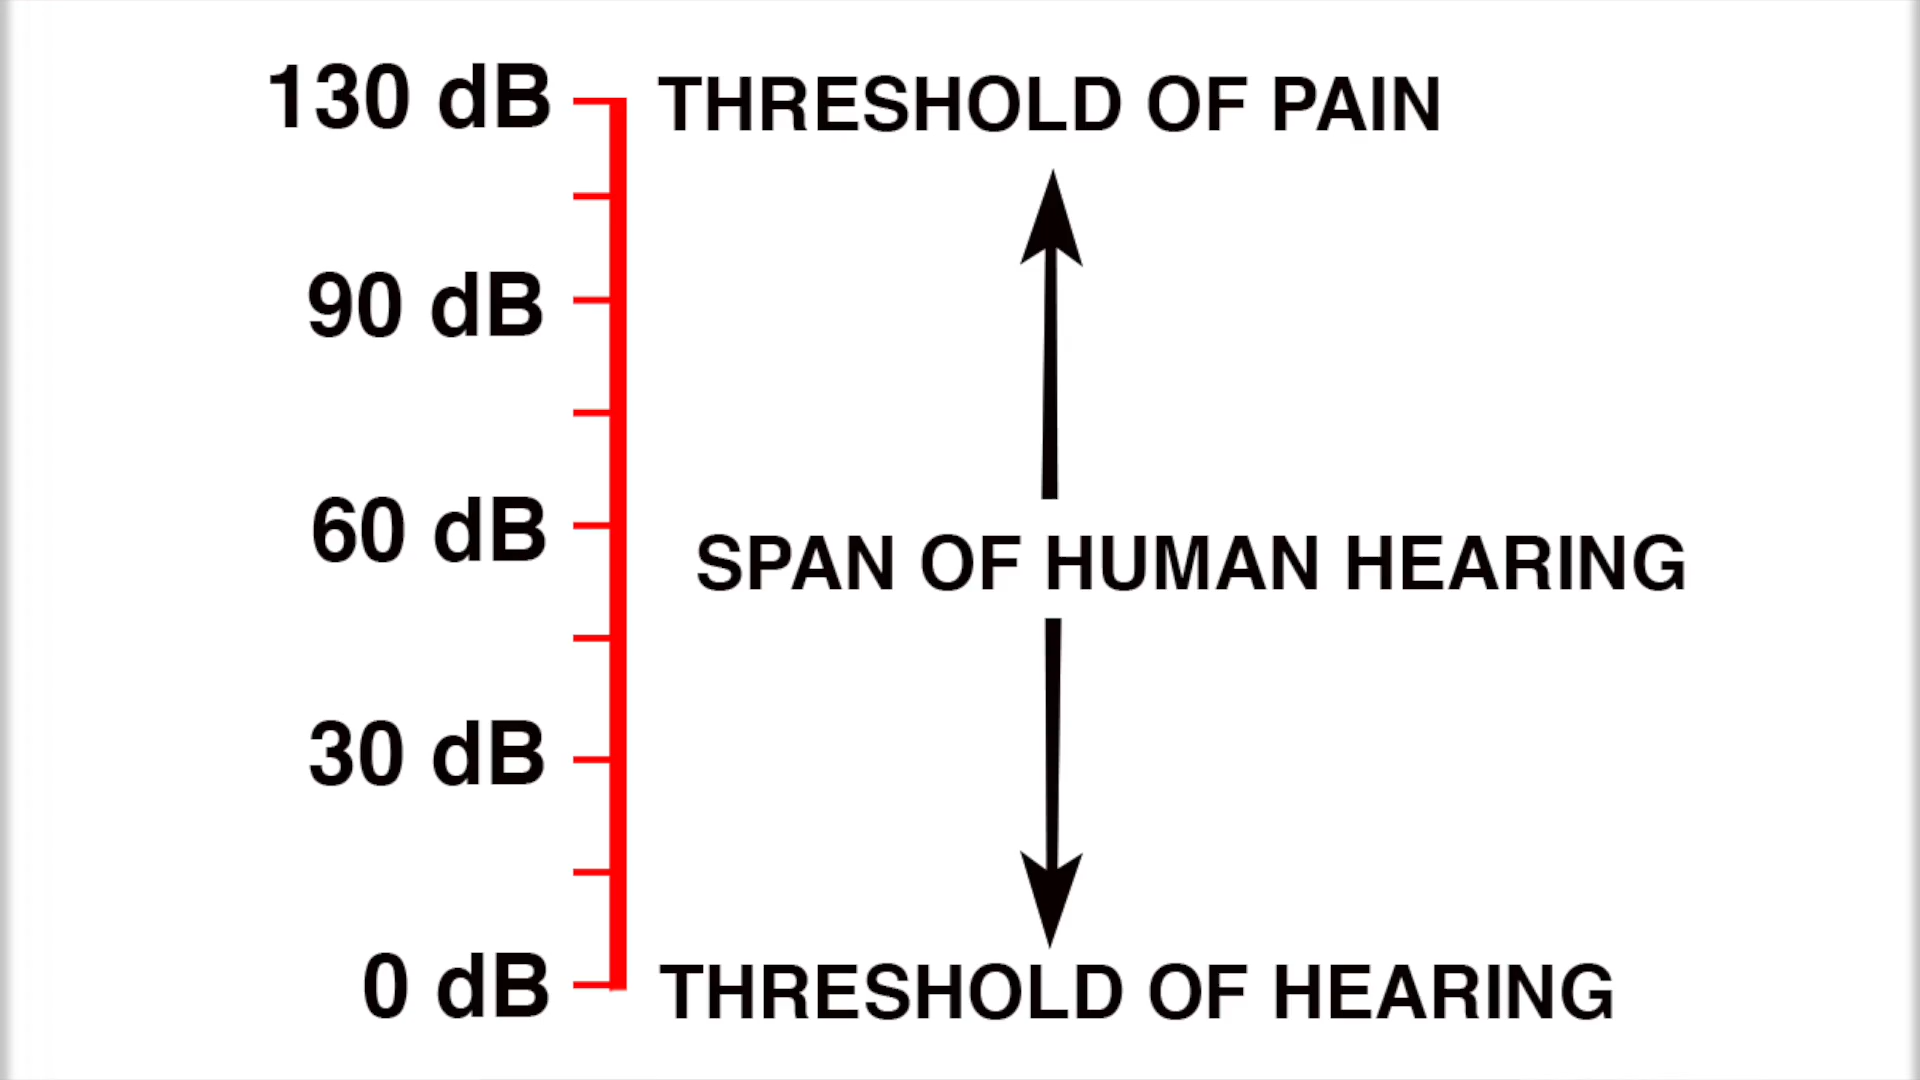 130 dB THRESHOLD OF PAIN
90 dB
60 dB
SPAN OF HUMAN HEARING
30 dB
0 dB THRESHOLD OF HEARING